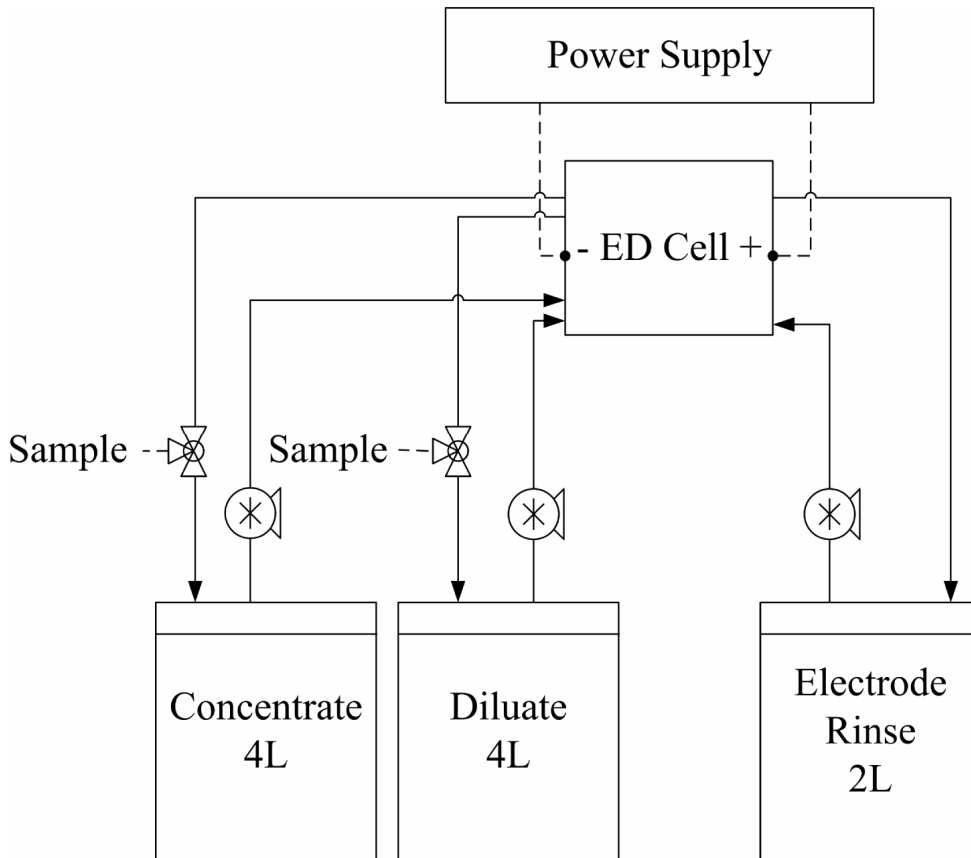 Power Supply
- ED Cell +
Sample
Sample
Concentrate
4L
Diluate
4L
Electrode
Rinse
2L